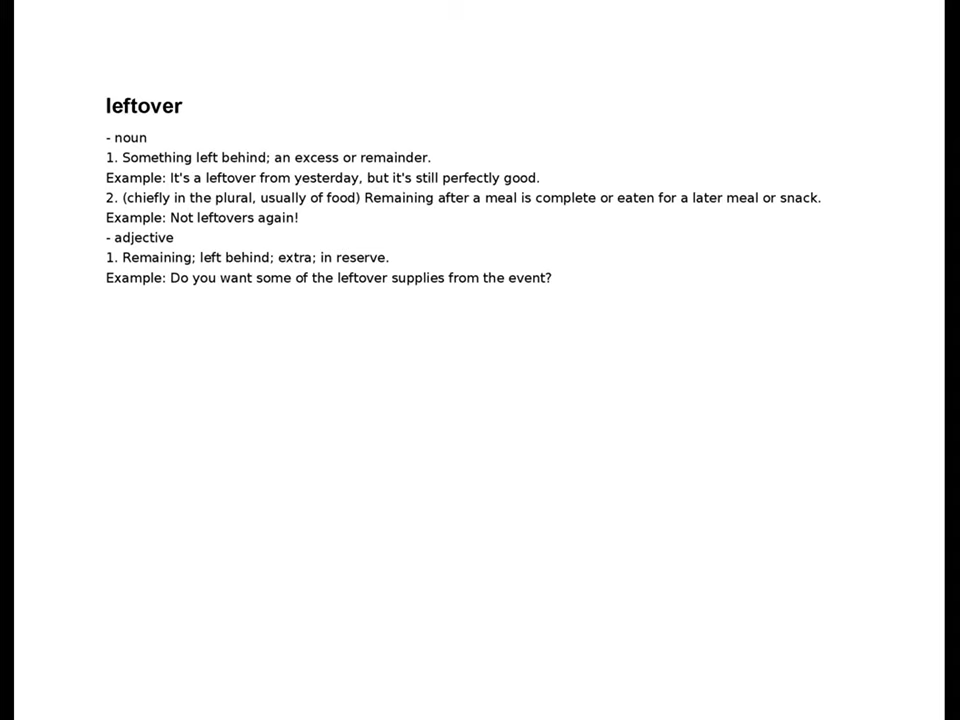 leftover
- noun
1. Something left behind; an excess or remainder.
Example: It's a leftover from yesterday, but it's still perfectly good.
2. (chiefly in the plural, usually of food) Remaining after a meal is complete or eaten for a later meal or snack.
Example: Not leftovers again!
- adjective
1. Remaining; left behind; extra; in reserve.
Example: Do you want some of the leftover supplies from the event?